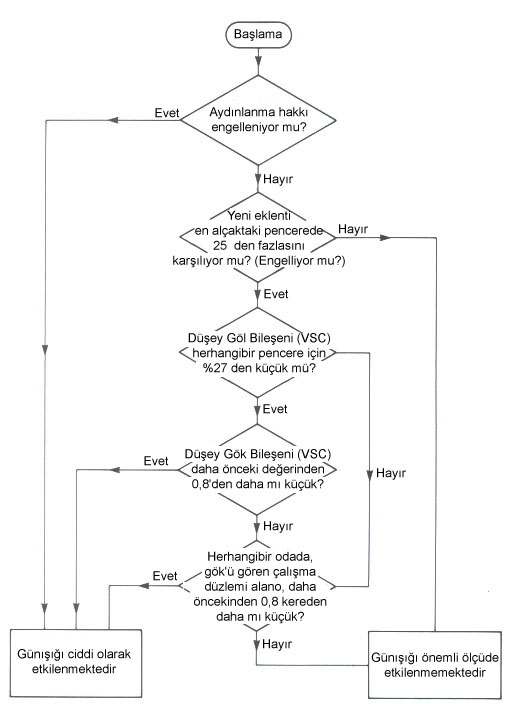 Başlama
Evet
Aydınlanma hakkı
engelleniyor mu?
Hayır
Yeni eklenti
en alçaktaki pencerede
25 den fazlasını
karşılıyor mu? (Engelliyor mu?)
Hayır
Evet
Düşey Göl Bileşeni (VSC)
herhangibir pencere için
%27 den küçük mü?
Evet
Hayır
Evet
Düşey Gök Bileşeni (VSC)
daha önceki değerinden
0,8'den daha mı küçük?
Hayır
Evet
Herhangibir odada,
gök'ü gören çalışma
düzlemi alano, daha
öncekinden 0,8 kereden
daha mı küçük?
Hayır
Günışığı ciddi olarak
etkilenmektedir
Günışığı önemli ölçüde
etkilenmemektedir